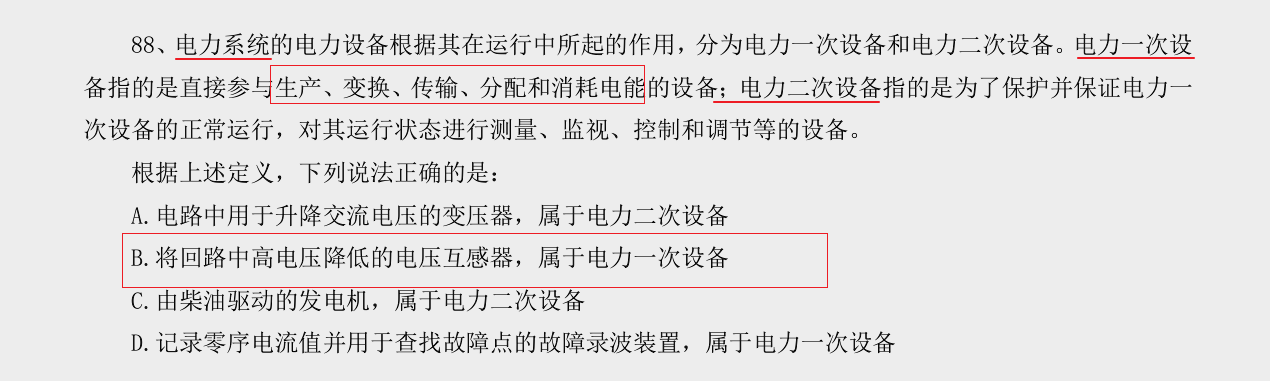 88、电力系统的电力设备根据其在运行中所起的作用，分为电力一次设备和电力二次设备。电力一次设
备指的是直接参与生产、变换、传输、分配和消耗电能的设备；电力二次设备指的是为了保护并保证电力一
次设备的正常运行，对其运行状态进行测量、监视、控制和调节等的设备。
根据上述定义，下列说法正确的是：
A.电路中用于升降交流电压的变压器，属于电力二次设备
B.将回路中高电压降低的电压互感器，属于电力一次设备
C.由柴油驱动的发电机，属于电力二次设备
D.记录零序电流值并用于查找故障点的故障录波装置，属于电力一次设备